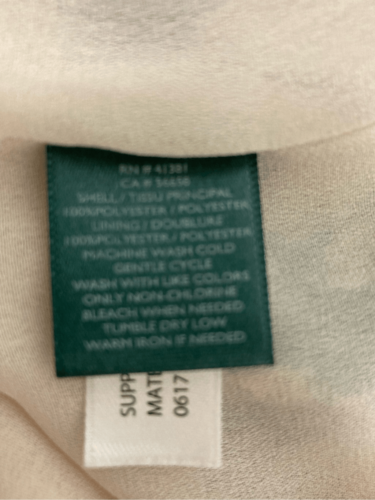 RN # 41381
CA # 56650
SHELL / TISSU PRINCIPAL
100%POLYESTER / POLYESTER
LINING / DOUBLURE
100%POLYESTER / POLYESTER
MACHINE WASH COLD
GENTLE CYCLE
WASH WITH LIKE COLORS
ONLY NON-CHLORINE
BLEACH WHEN NEEDED
TUMBLE DRY LOW
WARM IRON IF NEEDED
SUPP
MATE
0617